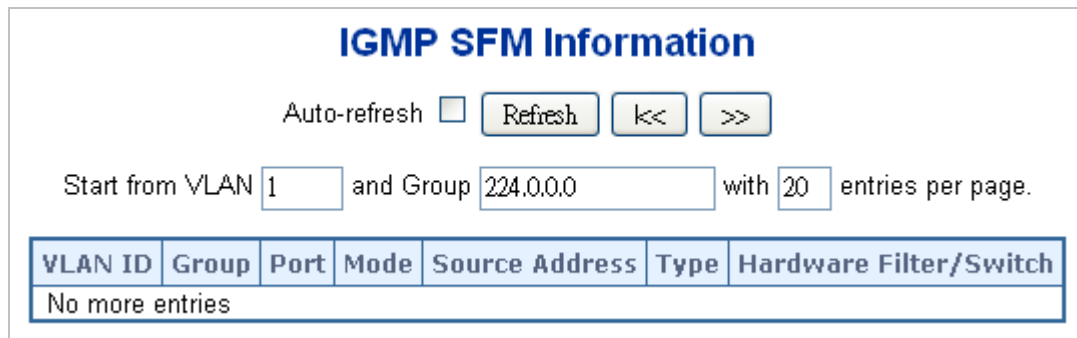 IGMP SFM Information
Auto-refresh Refresh |<< >>
Start from VLAN 1 and Group 224.0.0.0 with 20 entries per page.
VLAN ID Group Port Mode Source Address Type Hardware Filter/Switch
No more entries